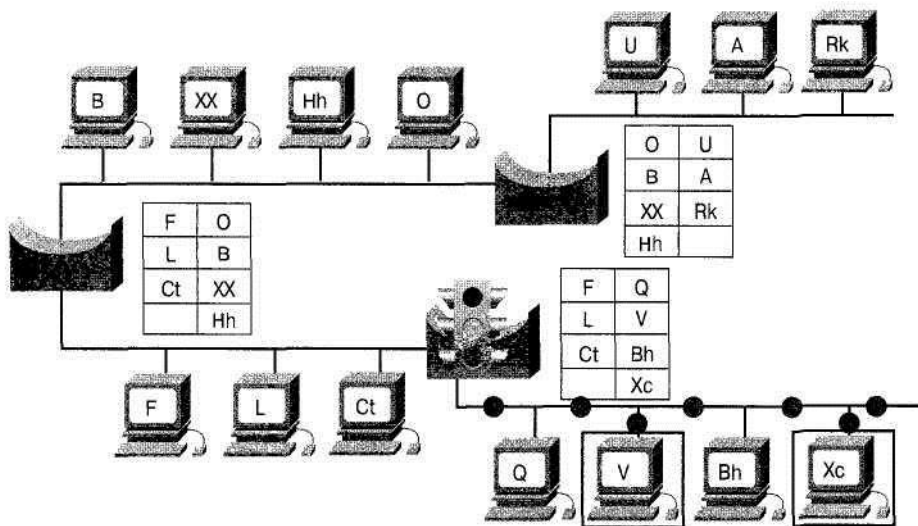 U A Rk
B XX Hh O
O U
B A
XX Rk
Hh
F O
L B
Ct XX
Hh
F Q
L V
Ct Bh
Xc
F L Ct
Q V Bh Xc